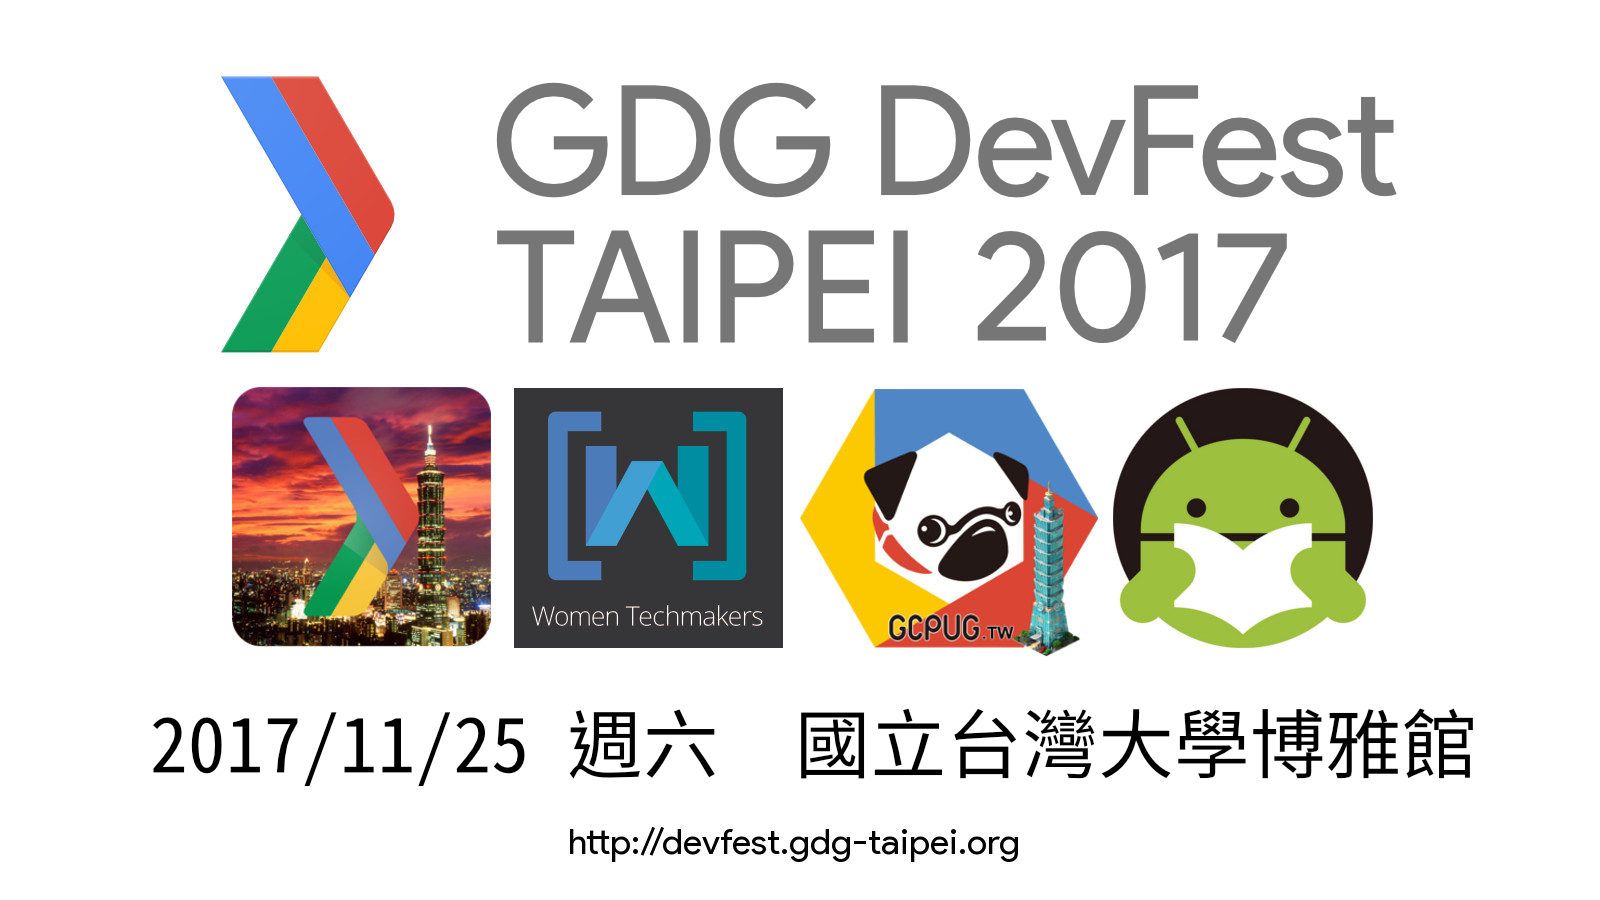 GDG DevFest
TAIPEI 2017
Women Techmakers
GCPUG.TW
2017/11/25 週六 國立台灣大學博雅館
http://devfest.gdg-taipei.org